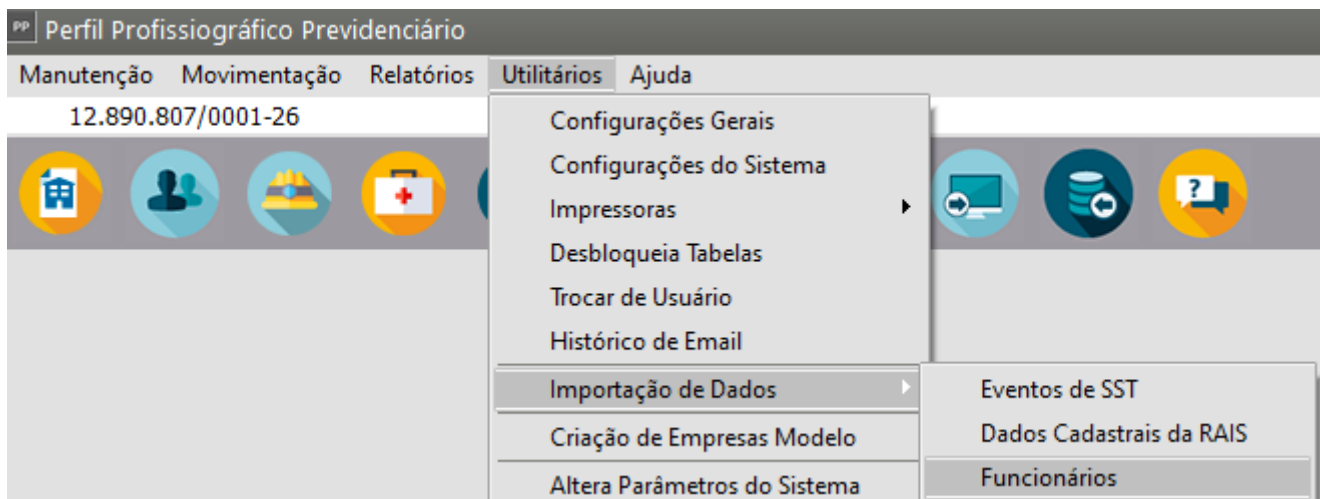 PP Perfil Profissiográfico Previdenciário
Manutenção Movimentação Relatórios Utilitários Ajuda
12.890.807/0001-26
Configurações Gerais
Configurações do Sistema
Impressoras
Desbloqueia Tabelas
Trocar de Usuário
Histórico de Email
Importação de Dados
Eventos de SST
Criação de Empresas Modelo
Dados Cadastrais da RAIS
Altera Parâmetros do Sistema
Funcionários
?